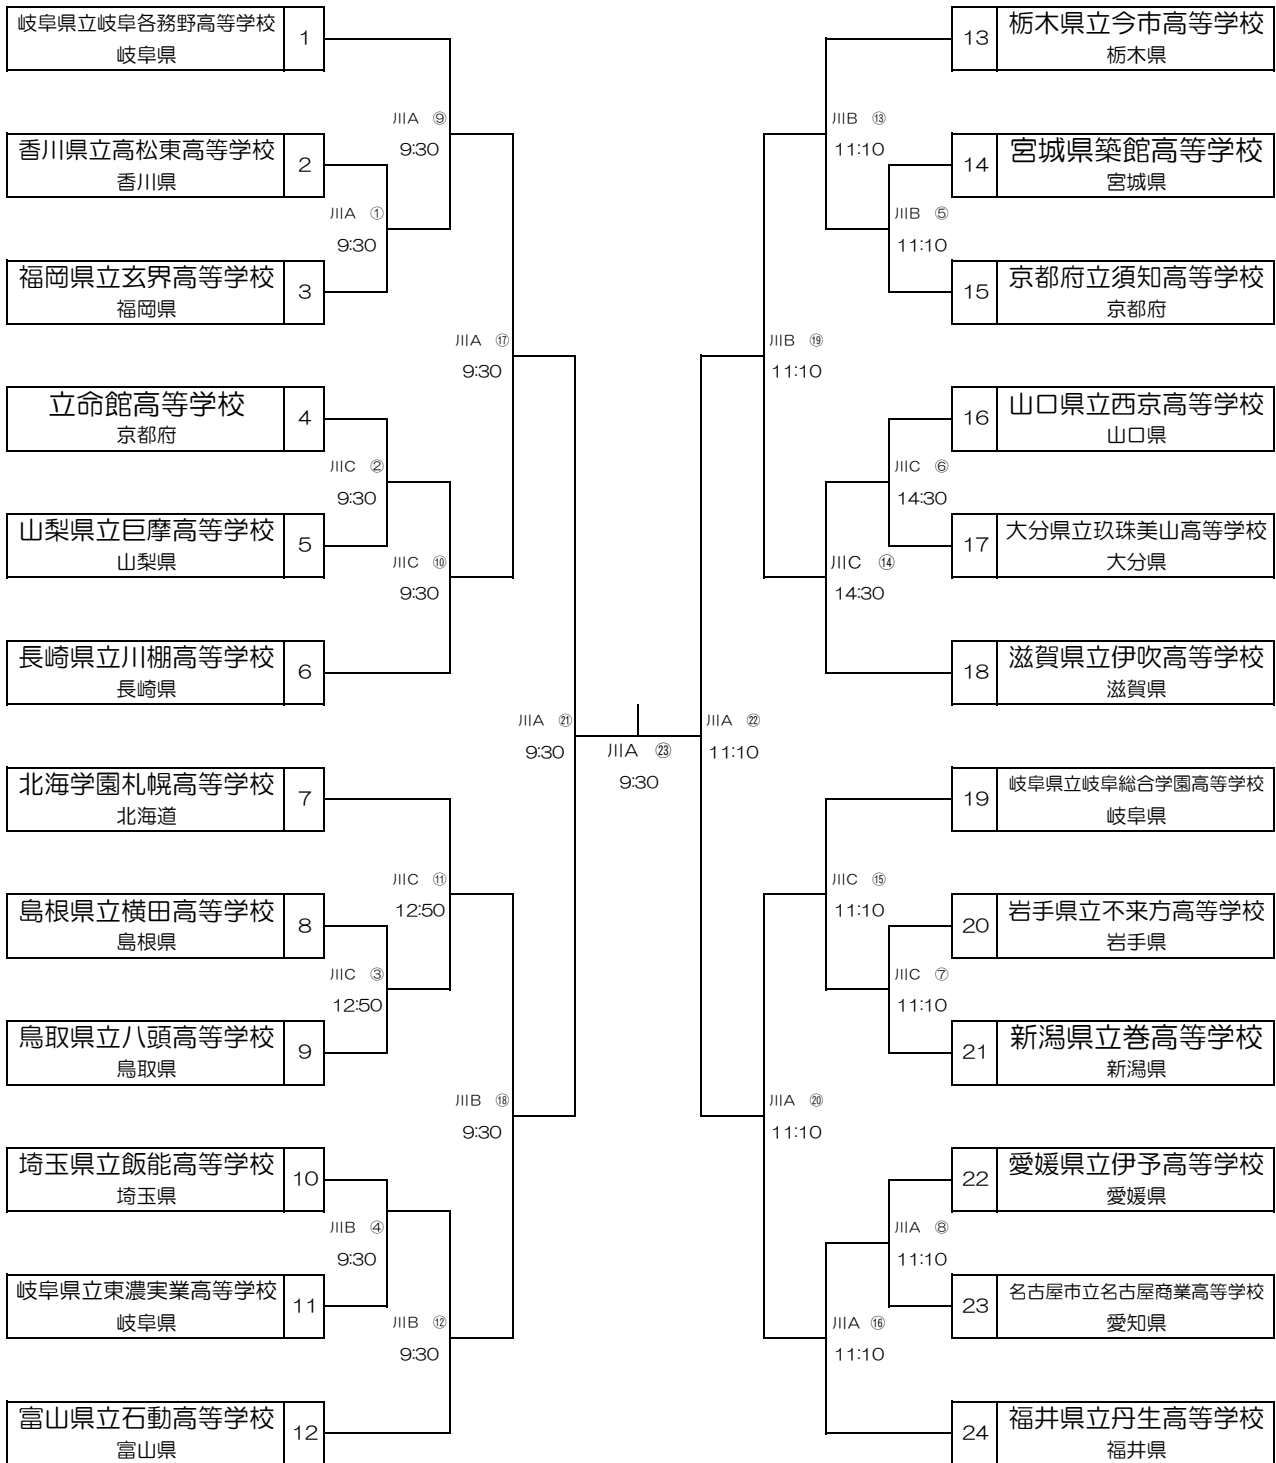 岐阜県立岐阜各務野高等学校 1
岐阜県
香川県立高松東高等学校 2
香川県
福岡県立玄界高等学校 3
福岡県
立命館高等学校 4
京都府
山梨県立巨摩高等学校 5
山梨県
長崎県立川棚高等学校 6
長崎県
北海学園札幌高等学校 7
北海道
島根県立横田高等学校 8
島根県
鳥取県立八頭高等学校 9
鳥取県
埼玉県立飯能高等学校 10
埼玉県
岐阜県立東濃実業高等学校 11
岐阜県
富山県立石動高等学校 12
富山県
川A ①
9:30
川C ②
9:30
川C ③
12:50
川B ④
9:30
川A ⑨
9:30
川C ⑩
9:30
川C ⑪
12:50
川B ⑫
9:30
川A ⑰
9:30
川B ⑱
9:30
川A ㉑
9:30
川A ㉓
9:30
川A ㉒
11:10
川B ⑲
11:10
川A ⑳
11:10
川B ⑬
11:10
川C ⑭
14:30
川C ⑮
11:10
川A ⑯
11:10
川B ⑤
11:10
川C ⑥
14:30
川C ⑦
11:10
川A ⑧
11:10
13 栃木県立今市高等学校
栃木県
14 宮城県築館高等学校
宮城県
15 京都府立須知高等学校
京都府
16 山口県立西京高等学校
山口県
17 大分県立玖珠美山高等学校
大分県
18 滋賀県立伊吹高等学校
滋賀県
19 岐阜県立岐阜総合学園高等学校
岐阜県
20 岩手県立不来方高等学校
岩手県
21 新潟県立巻高等学校
新潟県
22 愛媛県立伊予高等学校
愛媛県
23 名古屋市立名古屋商業高等学校
愛知県
24 福井県立丹生高等学校
福井県